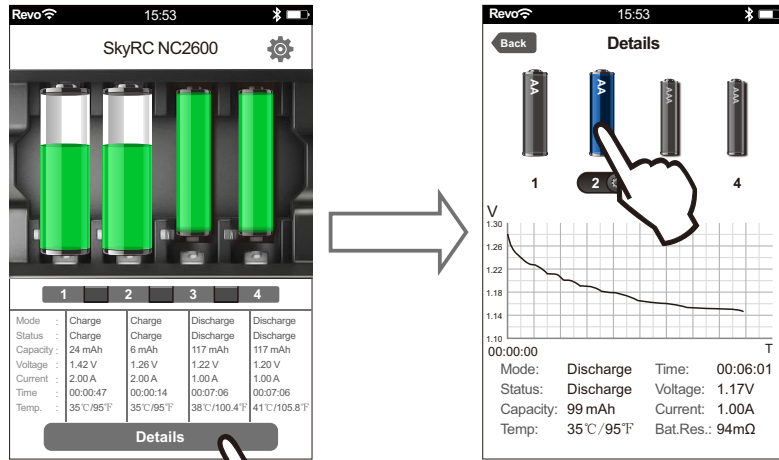 Revo 15:53
SkyRC NC2600
1 2 3 4
Mode : Charge Charge Discharge Discharge
Status : Charge Charge Discharge Discharge
Capacity : 24 mAh 6 mAh 117 mAh 117 mAh
Voltage : 1.42 V 1.26 V 1.22 V 1.20 V
Current : 2.00 A 2.00 A 1.00 A 1.00 A
Time : 00:00:47 00:00:14 00:07:06 00:07:06
Temp. : 35℃/95℉ 35℃/95℉ 38℃/100.4℉ 41℃/105.8℉
Details
Revo 15:53
Back Details
AA AA AAA AAA
1 2 4
V
1.30
1.26
1.22
1.18
1.14
1.10
00:00:00 T
Mode: Discharge Time: 00:06:01
Status: Discharge Voltage: 1.17V
Capacity: 99 mAh Current: 1.00A
Temp: 35℃/95℉ Bat.Res.: 94mΩ